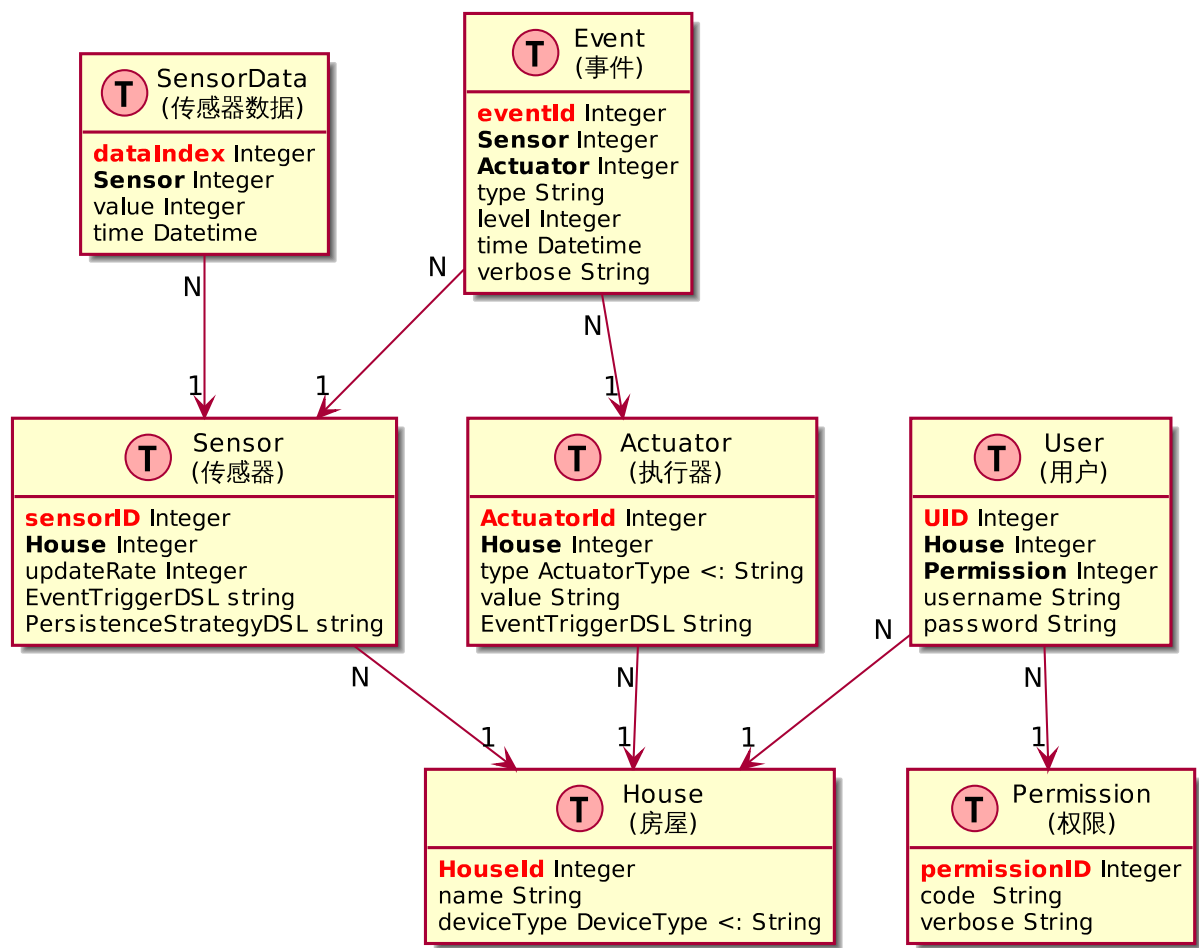 T
SensorData
(传感器数据)
dataIndex Integer
Sensor Integer
value Integer
time Datetime
T
Event
(事件)
eventId Integer
Sensor Integer
Actuator Integer
type String
level Integer
time Datetime
verbose String
N
1
N
1
N
1
T
Sensor
(传感器)
sensorID Integer
House Integer
updateRate Integer
EventTriggerDSL string
PersistenceStrategyDSL string
T
Actuator
(执行器)
ActuatorId Integer
House Integer
type ActuatorType <: String
value String
EventTriggerDSL String
T
User
(用户)
UID Integer
House Integer
Permission Integer
username String
password String
N
1
N
1
N
1
N
1
T
House
(房屋)
HouseId Integer
name String
deviceType DeviceType <: String
T
Permission
(权限)
permissionID Integer
code  String
verbose String